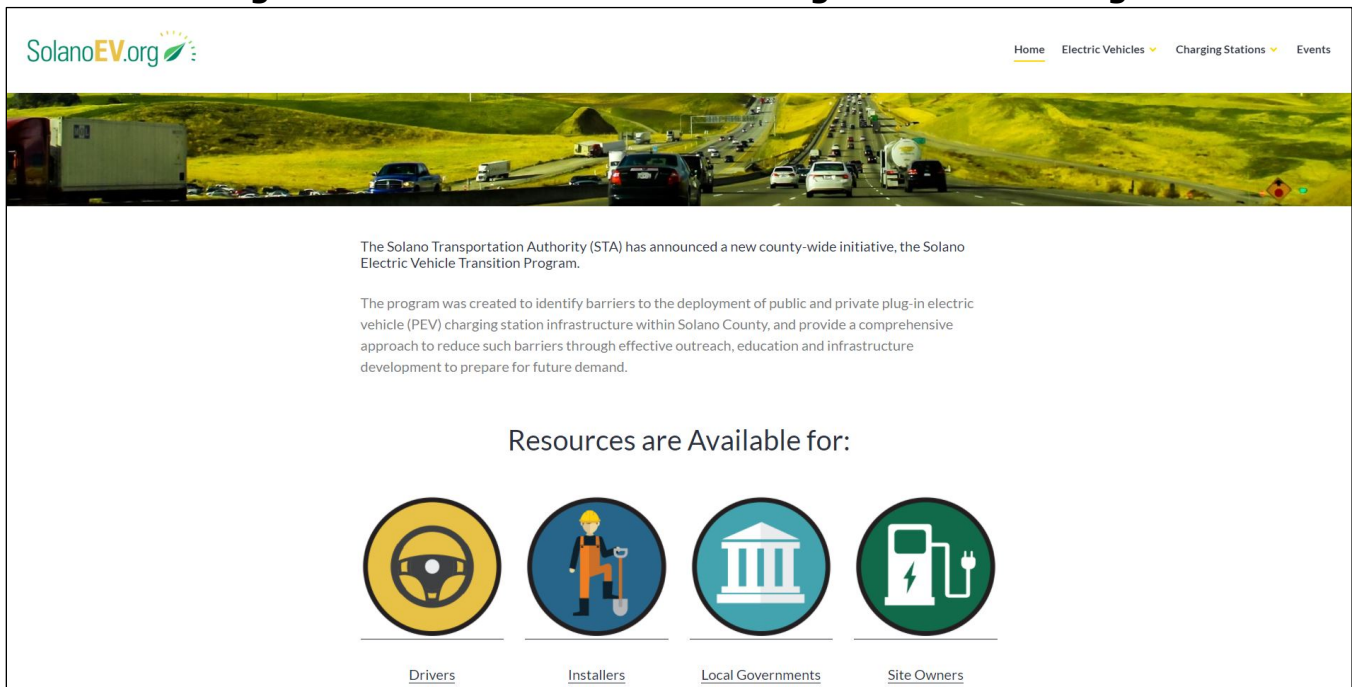 SolanoEV.org
Home Electric Vehicles Charging Stations Events
The Solano Transportation Authority (STA) has announced a new county-wide initiative, the Solano
Electric Vehicle Transition Program.
The program was created to identify barriers to the deployment of public and private plug-in electric
vehicle (PEV) charging station infrastructure within Solano County, and provide a comprehensive
approach to reduce such barriers through effective outreach, education and infrastructure
development to prepare for future demand.
Resources are Available for:
Drivers Installers Local Governments Site Owners